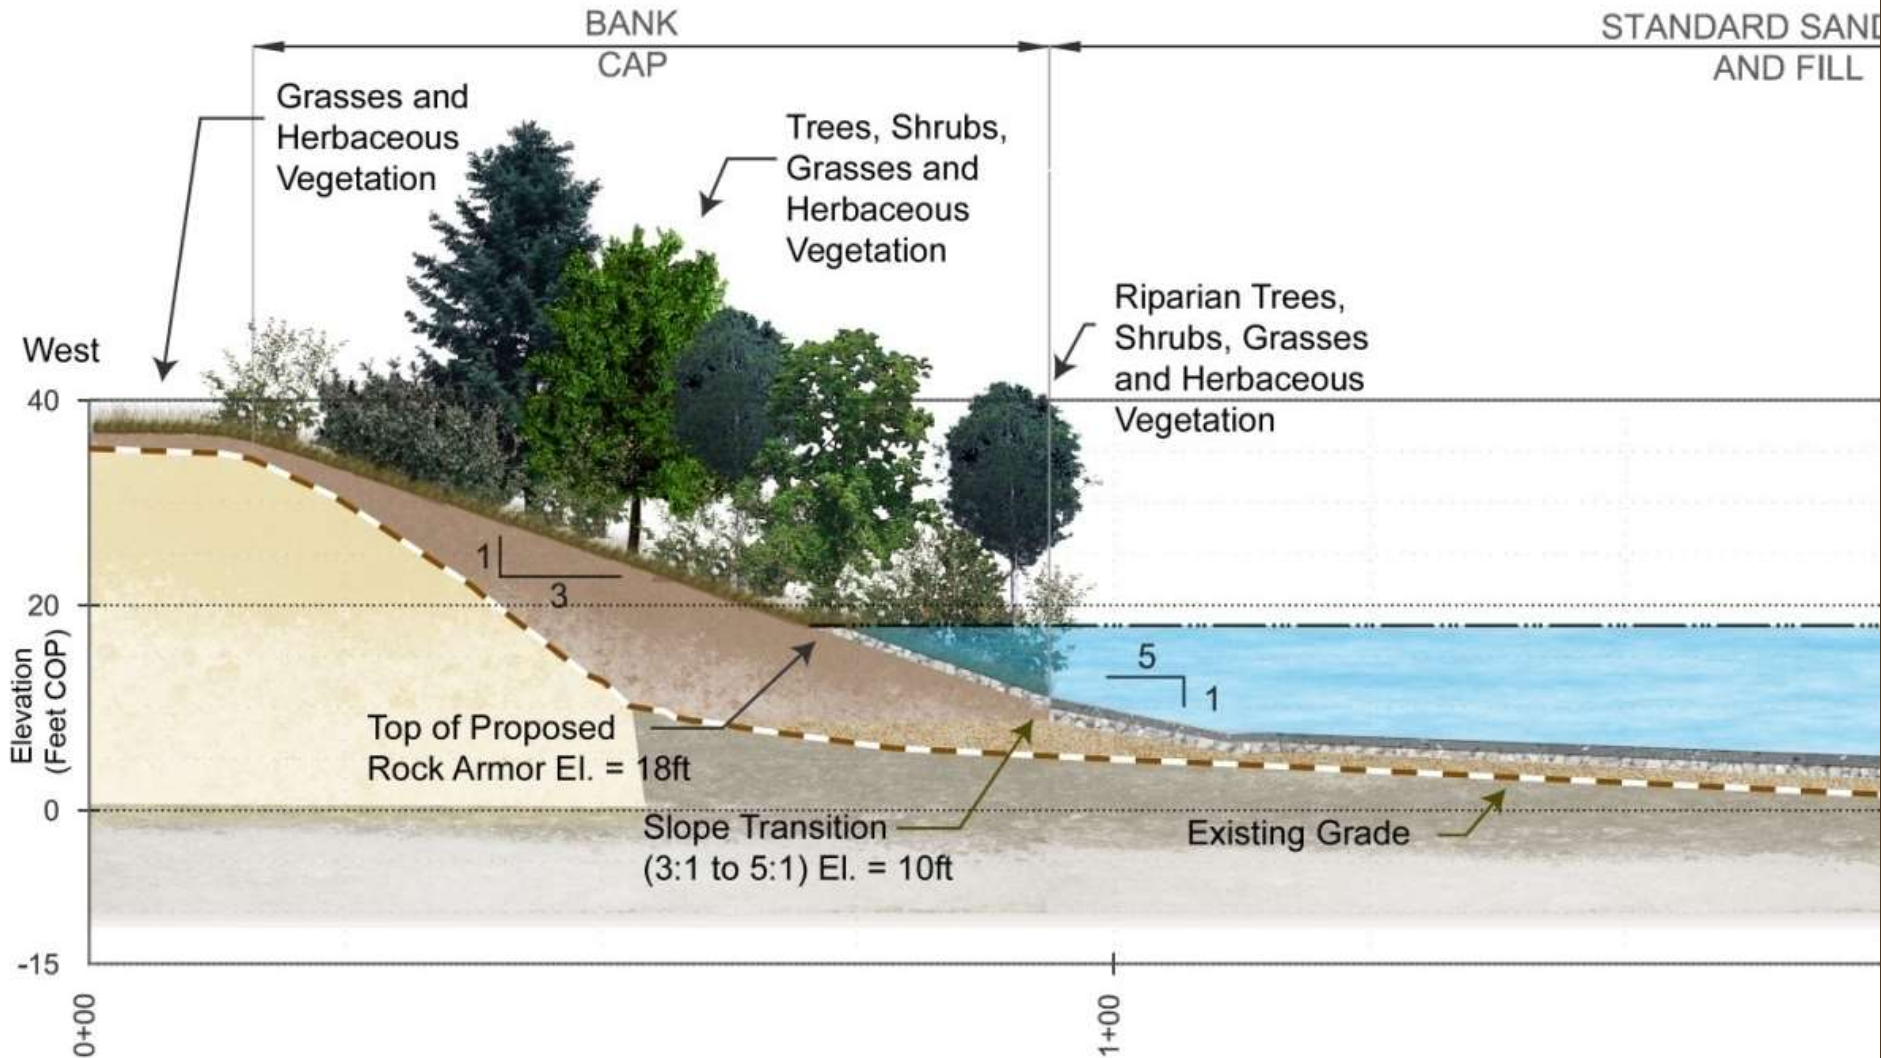 BANK
CAP
STANDARD SAND
AND FILL
Grasses and
Herbaceous
Vegetation
Trees, Shrubs,
Grasses and
Herbaceous
Vegetation
Riparian Trees,
Shrubs, Grasses
and Herbaceous
Vegetation
West
40
20
0
-15
Elevation
(Feet COP)
1
3
5
1
Top of Proposed
Rock Armor El. = 18ft
Slope Transition
(3:1 to 5:1) El. = 10ft
Existing Grade
0+00
1+00